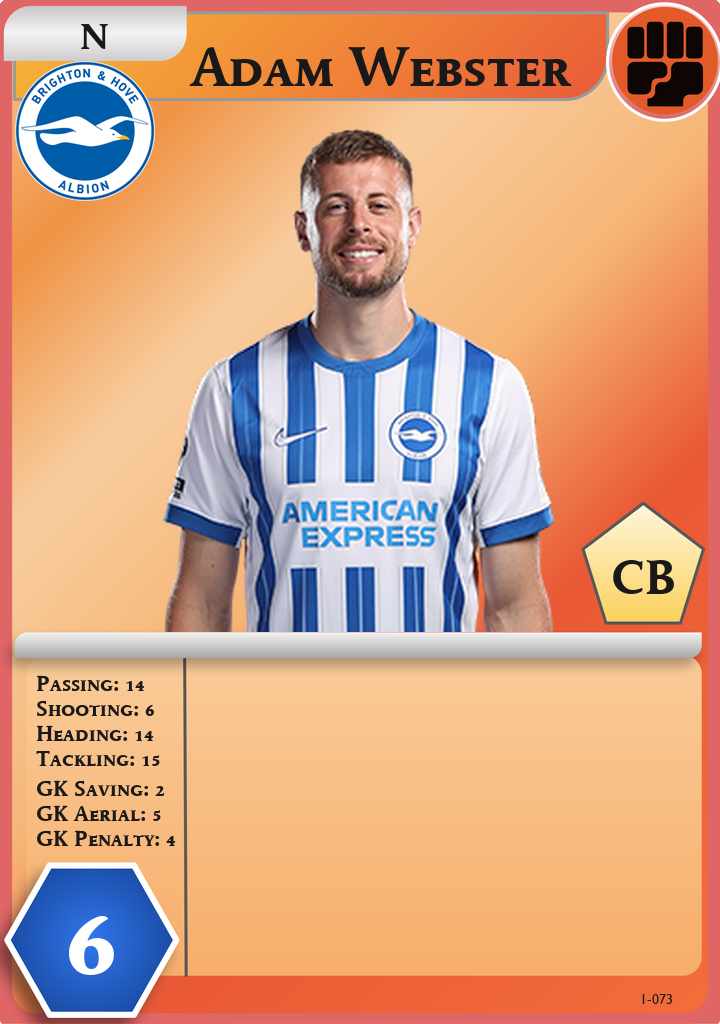 N
Adam Webster
BRIGHTON & HOVE
ALBION
AMERICAN
EXPRESS
CB
Passing: 14
Shooting: 6
Heading: 14
Tackling: 15
GK Saving: 2
GK Aerial: 5
GK Penalty: 4
6
1-073